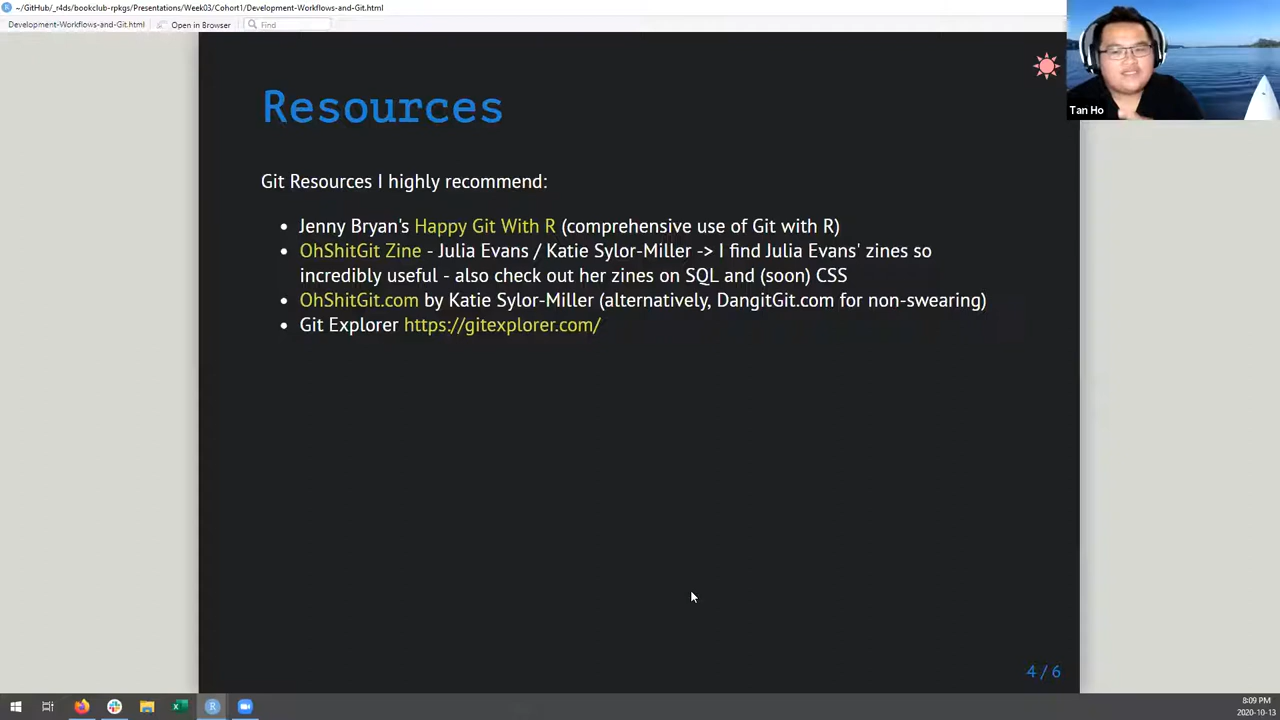 ~/GitHub/_r4ds/bookclub-rpkgs/Presentations/Week03/Cohort1/Development-Workflows-and-Git.html
Development-Workflows-and-Git.html
Open in Browser
Find
Tan Ho
Resources
Git Resources I highly recommend:
• Jenny Bryan's Happy Git With R (comprehensive use of Git with R)
• OhShitGit Zine - Julia Evans / Katie Sylor-Miller -> I find Julia Evans' zines so
incredibly useful - also check out her zines on SQL and (soon) CSS
• OhShitGit.com by Katie Sylor-Miller (alternatively, DangitGit.com for non-swearing)
• Git Explorer https://gitexplorer.com/
4 / 6
8:09 PM
2020-10-13